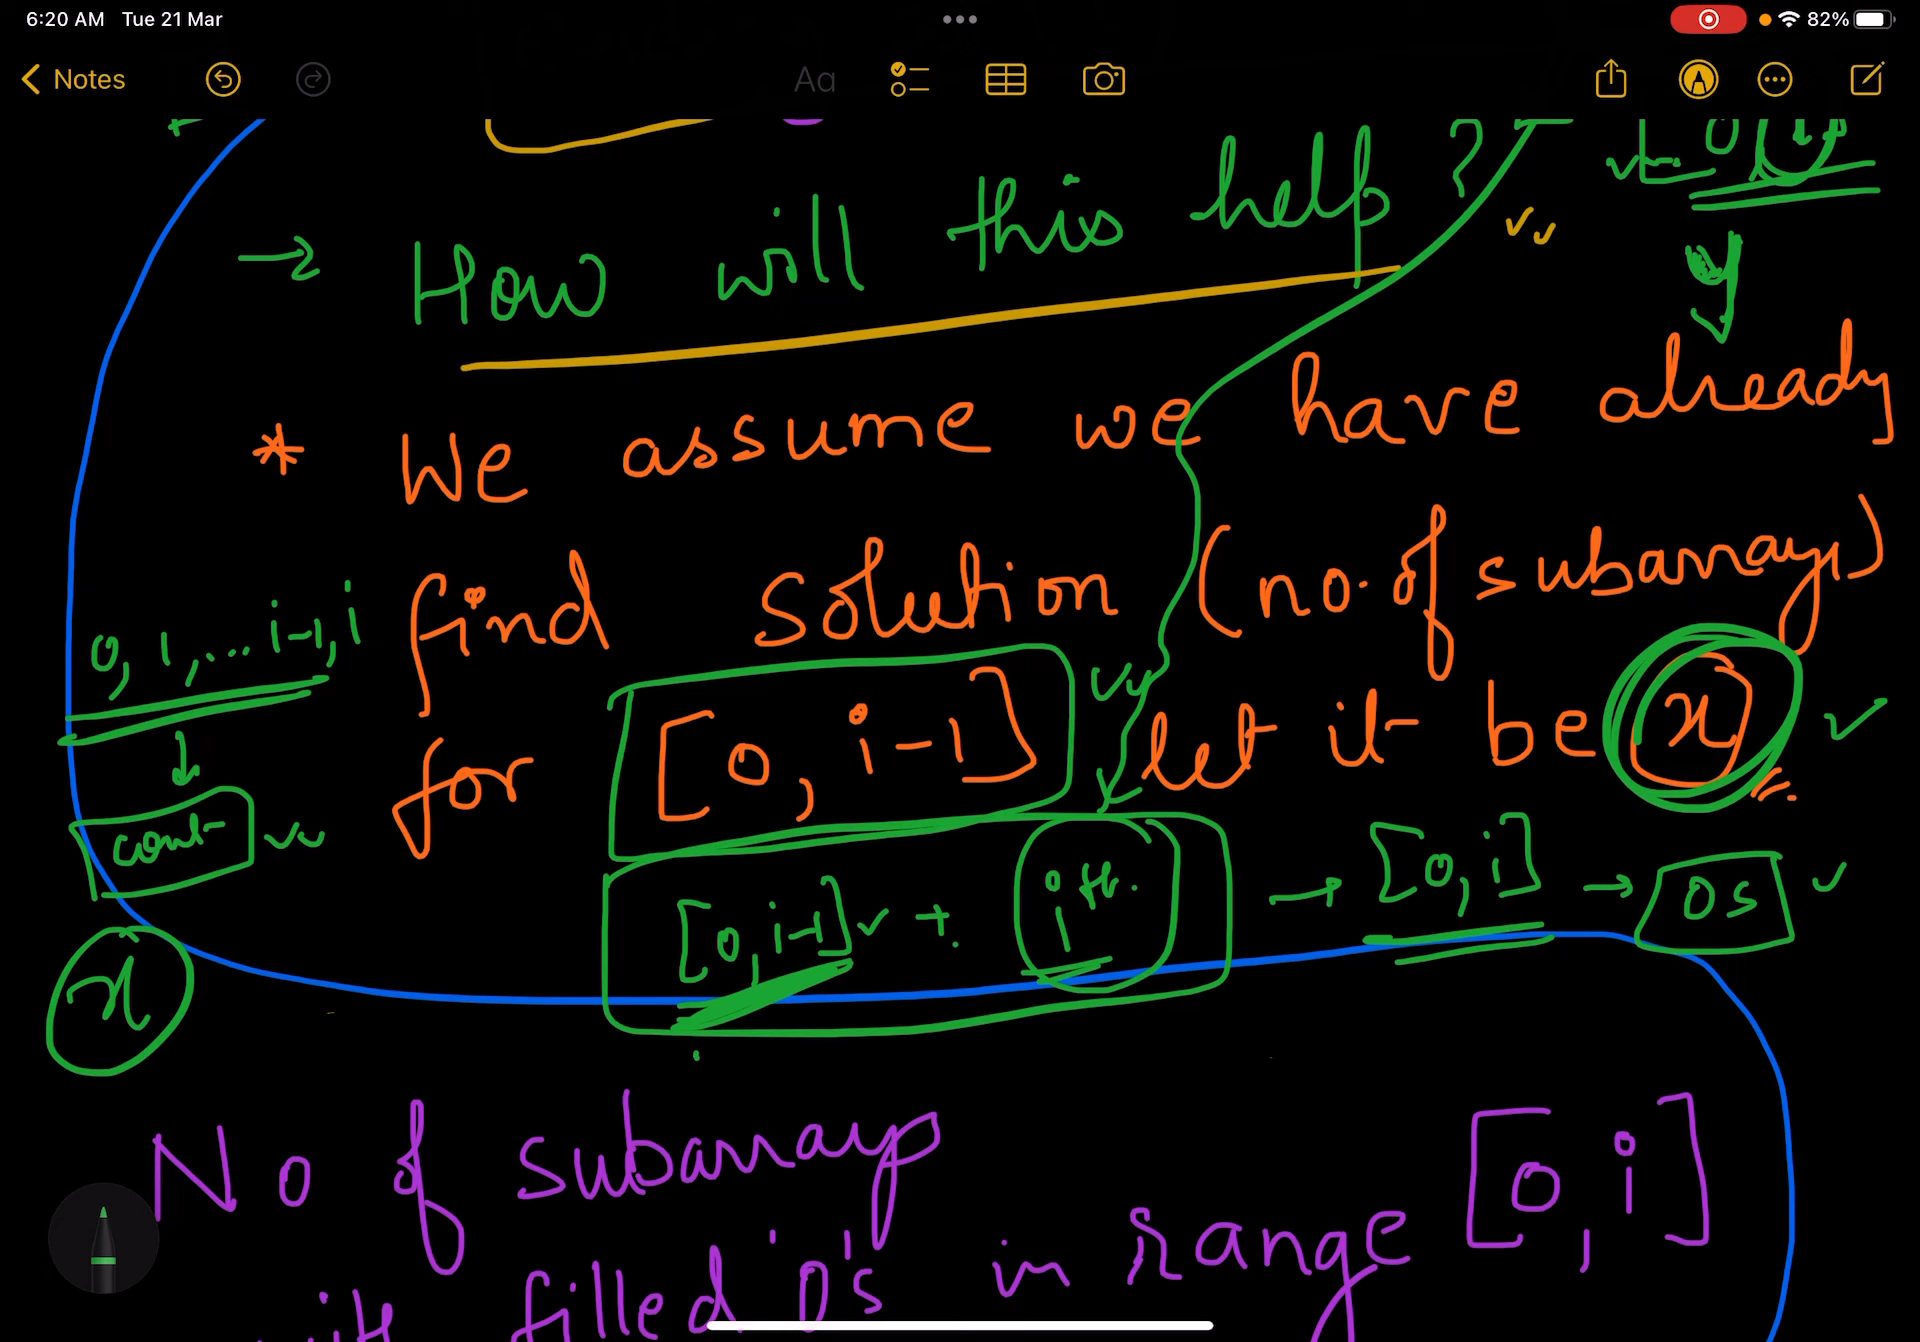 6:20 AM Tue 21 Mar
82%
Notes
Aa
→ How will this help ?
* We assume we have already
find solution (no. of subarrays)
0, 1, ... i-1, i
for [0, i-1] let it be x
cont
[0, i-1] + ith → [0, i] → 0s
x
No of subarrays
filled 0's in range [0, i]